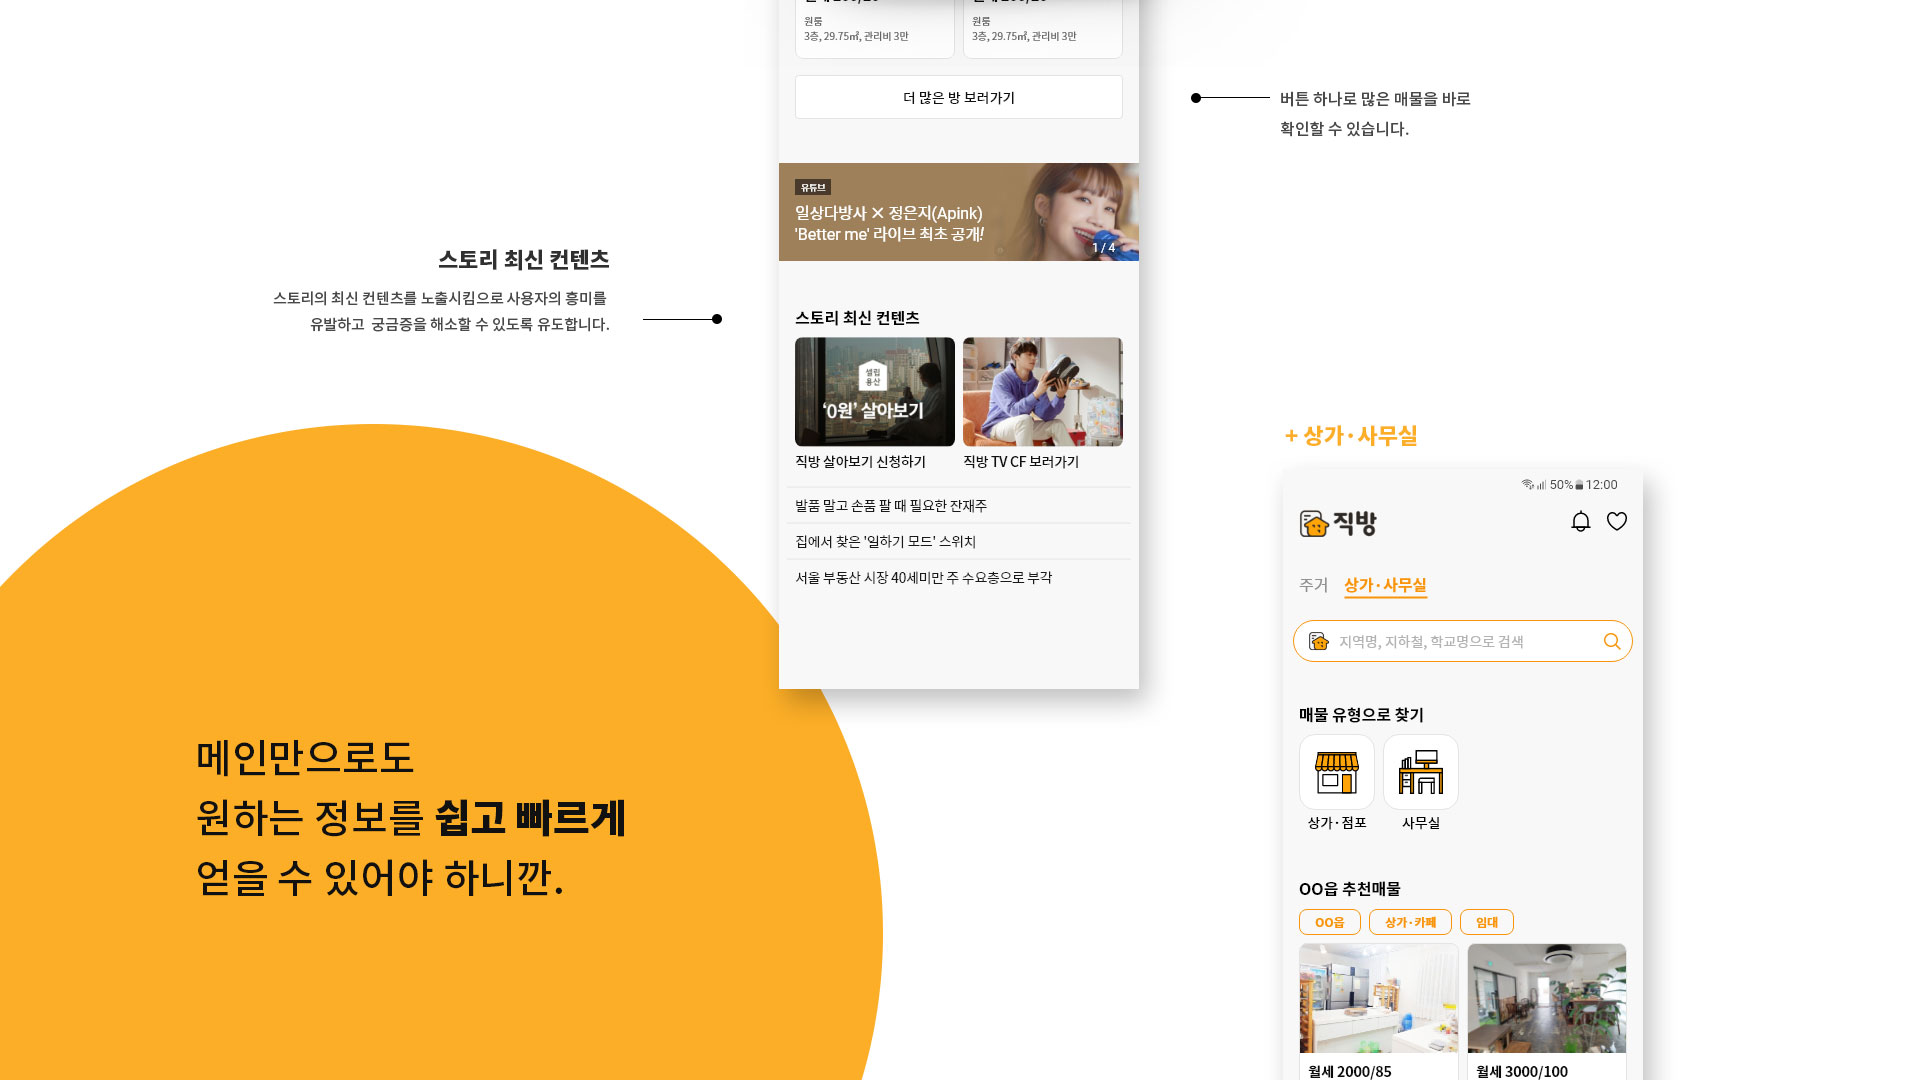 원룸
3층, 29.75㎡, 관리비 3만
원룸
3층, 29.75㎡, 관리비 3만
더 많은 방 보러가기
버튼 하나로 많은 매물을 바로
확인할 수 있습니다.
유튜브
일상다방사 × 정은지(Apink)
'Better me' 라이브 최초 공개!
1 / 4
스토리 최신 컨텐츠
스토리의 최신 컨텐츠를 노출시킴으로 사용자의 흥미를
유발하고 궁금증을 해소할 수 있도록 유도합니다.
스토리 최신 컨텐츠
셀립
용산
‘0원’ 살아보기
직방 살아보기 신청하기
직방 TV CF 보러가기
발품 말고 손품 팔 때 필요한 잔재주
집에서 찾은 '일하기 모드' 스위치
서울 부동산 시장 40세미만 주 수요층으로 부각
메인만으로도
원하는 정보를 쉽고 빠르게
얻을 수 있어야 하니깐.
+ 상가·사무실
50% 12:00
직방
주거 상가·사무실
지역명, 지하철, 학교명으로 검색
매물 유형으로 찾기
상가·점포
사무실
OO읍 추천매물
OO읍
상가·카페
임대
월세 2000/85
월세 3000/100